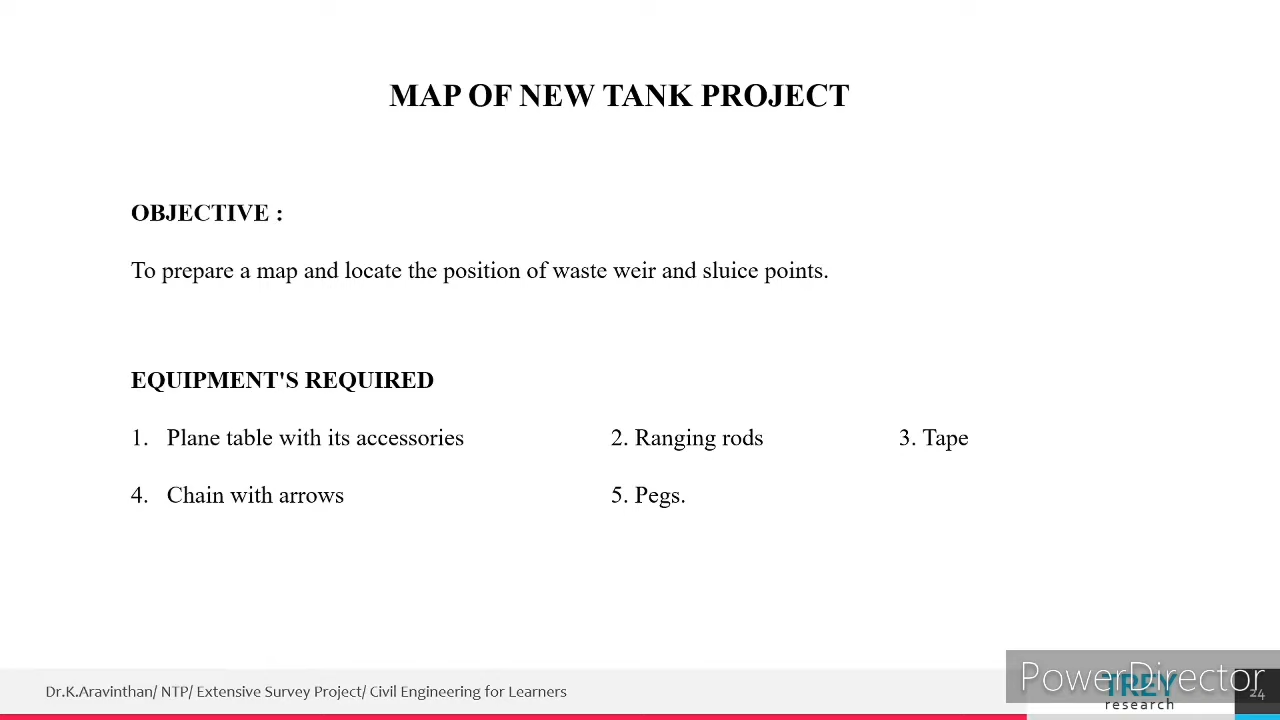 MAP OF NEW TANK PROJECT
OBJECTIVE :
To prepare a map and locate the position of waste weir and sluice points.
EQUIPMENT'S REQUIRED
1. Plane table with its accessories 2. Ranging rods 3. Tape
4. Chain with arrows 5. Pegs.
Dr.K.Aravinthan/ NTP/ Extensive Survey Project/ Civil Engineering for Learners
PowerDirector
TREY
research
24